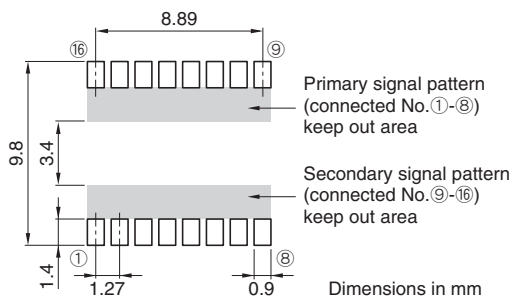 8.89
⑯ ⑨
Primary signal pattern
(connected No.①-⑧)
keep out area
9.8
3.4
Secondary signal pattern
(connected No.⑨-⑯)
keep out area
1.4
① ⑧
1.27 0.9 Dimensions in mm